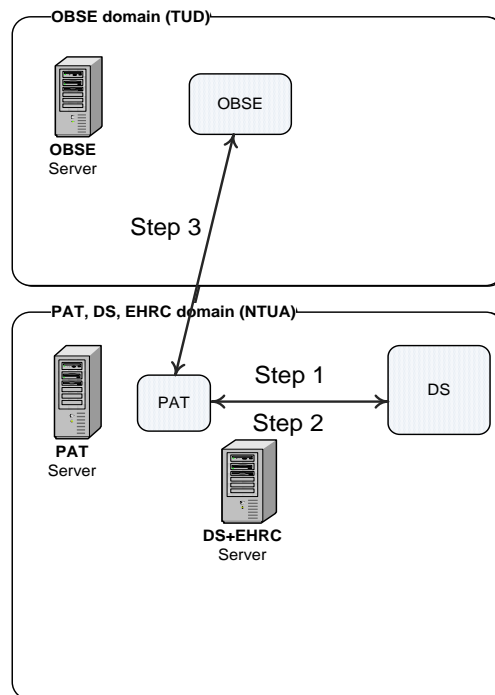 OBSE domain (TUD)
OBSE
OBSE
Server
Step 3
PAT, DS, EHRC domain (NTUA)
Step 1
PAT
DS
Step 2
PAT
Server
DS+EHRC
Server